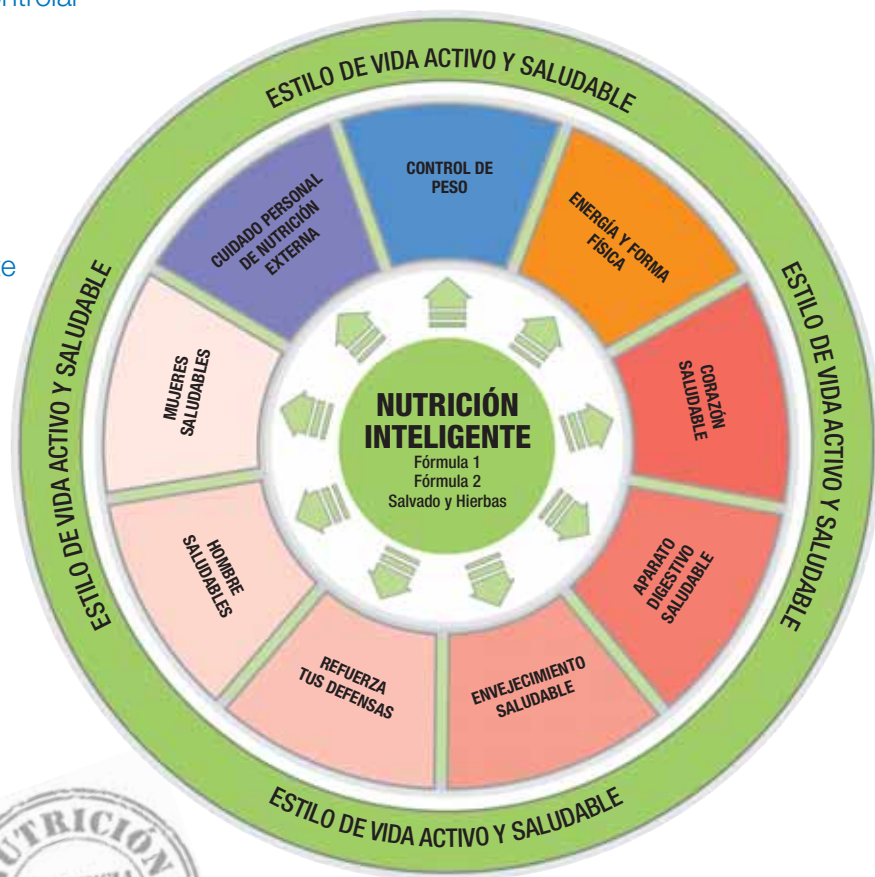 ESTILO DE VIDA ACTIVO Y SALUDABLE
CONTROL DE
PESO
ENERGÍA Y FORMA
FÍSICA
CORAZÓN
SALUDABLE
APARATO
DIGESTIVO
SALUDABLE
ENVEJECIMIENTO
SALUDABLE
REFUERZA
TUS DEFENSAS
HOMBRE
SALUDABLES
MUJERES
SALUDABLES
CUIDADO PERSONAL
DE NUTRICIÓN
EXTERNA
NUTRICIÓN
INTELIGENTE
Fórmula 1
Fórmula 2
Salvado y Hierbas
ESTILO DE VIDA ACTIVO Y SALUDABLE
ESTILO DE VIDA ACTIVO Y SALUDABLE
ESTILO DE VIDA ACTIVO Y SALUDABLE